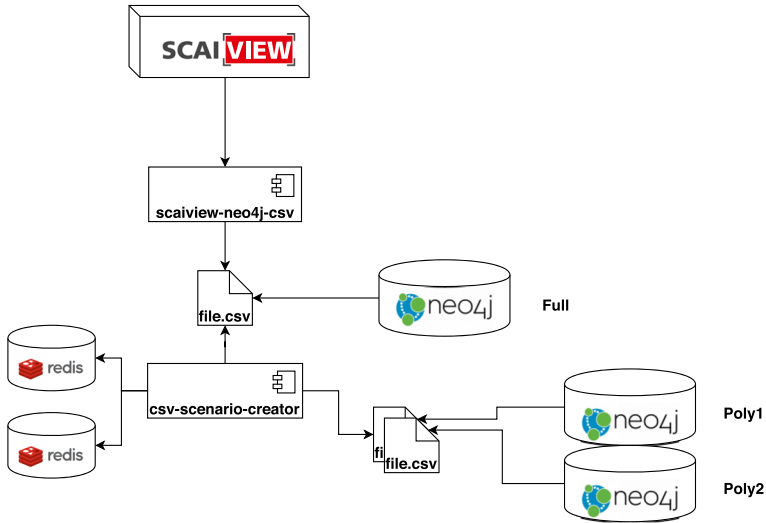 SCAI VIEW
scaiview-neo4j-csv
file.csv
neo4j
Full
redis
csv-scenario-creator
redis
fi
file.csv
neo4j
Poly1
neo4j
Poly2